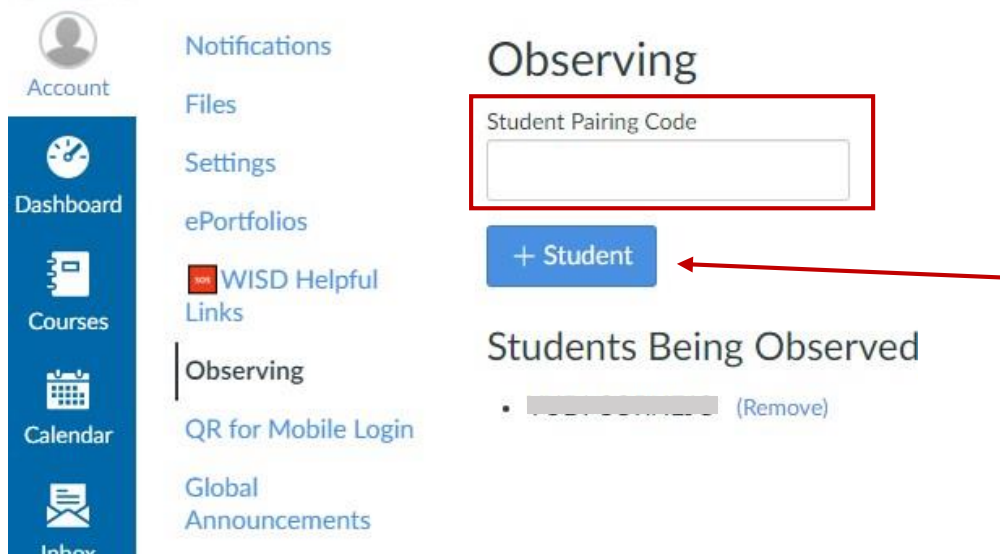 Account
Dashboard
Courses
Calendar
Inbox
Notifications
Files
Settings
ePortfolios
SOS WISD Helpful
Links
Observing
QR for Mobile Login
Global
Announcements
Observing
Student Pairing Code
+ Student
Students Being Observed
• (Remove)